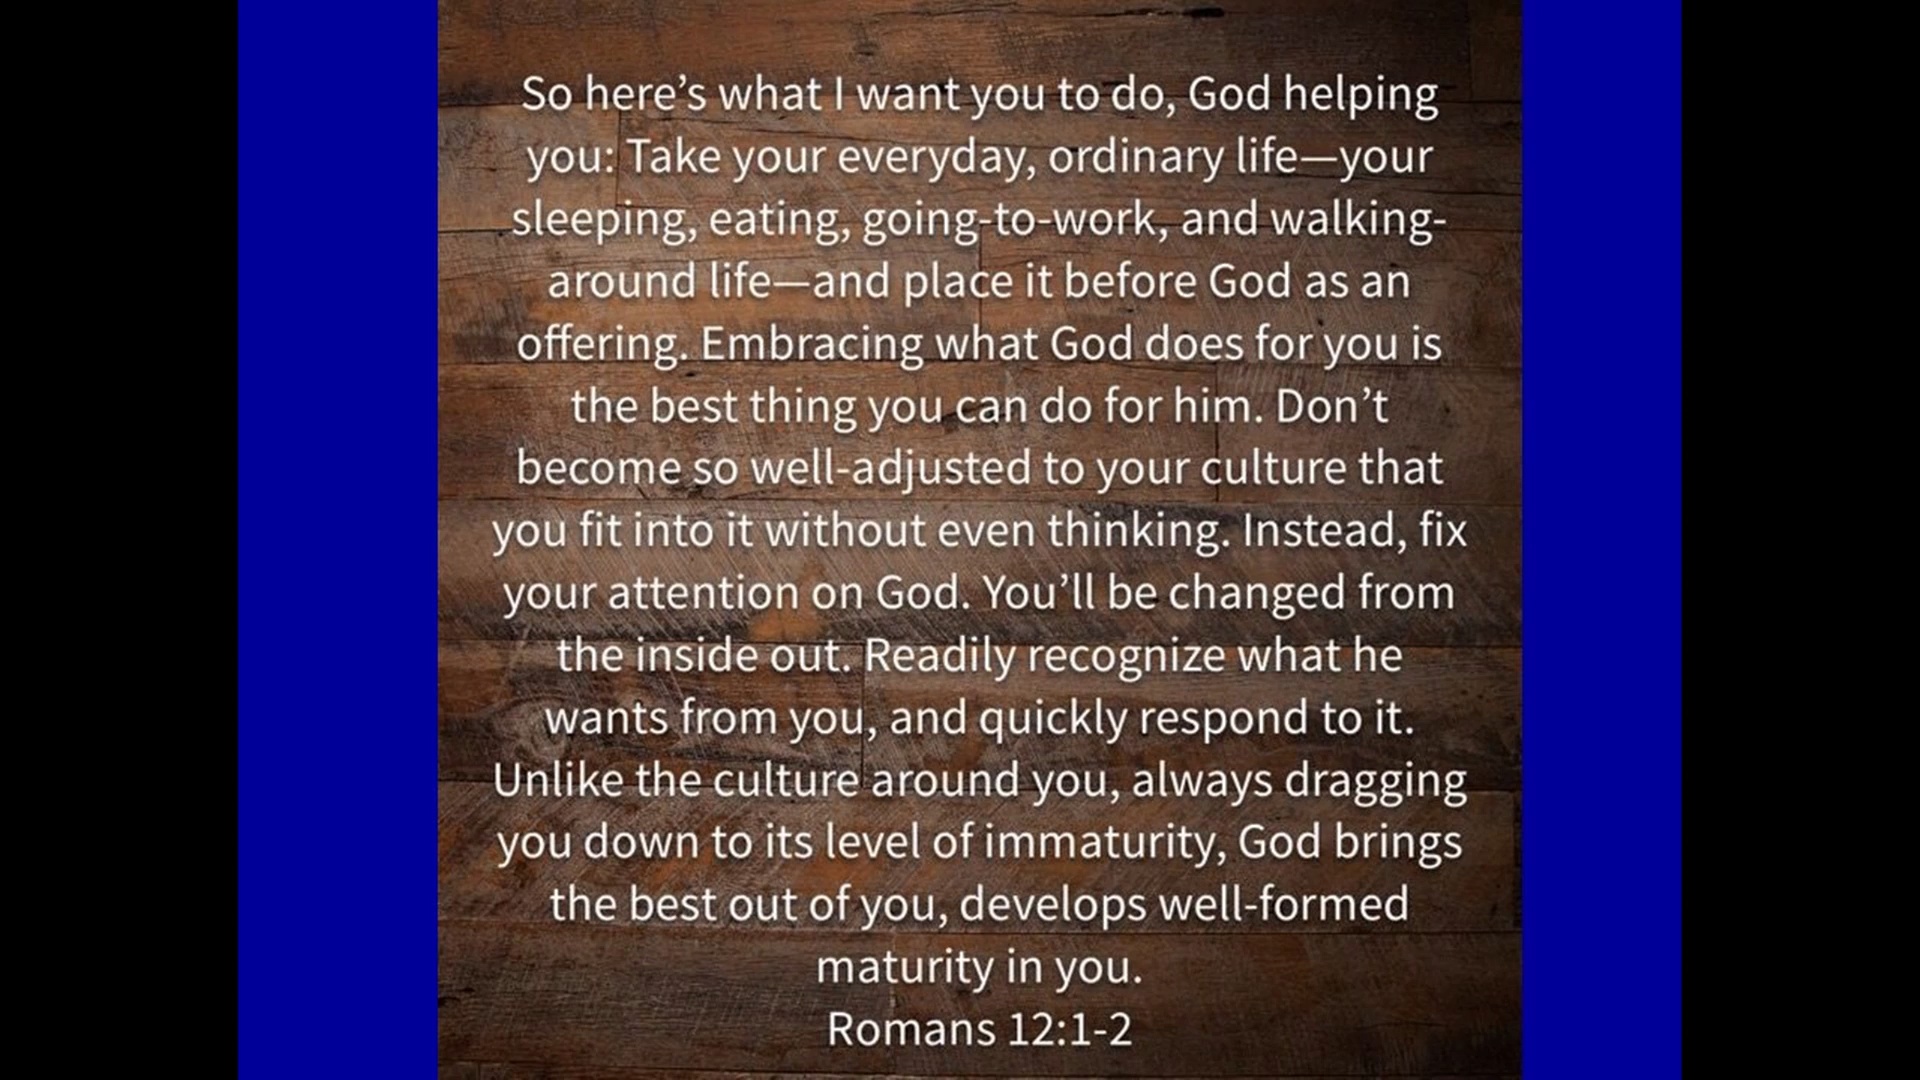 So here’s what I want you to do, God helping
you: Take your everyday, ordinary life—your
sleeping, eating, going-to-work, and walking-
around life—and place it before God as an
offering. Embracing what God does for you is
the best thing you can do for him. Don’t
become so well-adjusted to your culture that
you fit into it without even thinking. Instead, fix
your attention on God. You’ll be changed from
the inside out. Readily recognize what he
wants from you, and quickly respond to it.
Unlike the culture around you, always dragging
you down to its level of immaturity, God brings
the best out of you, develops well-formed
maturity in you.
Romans 12:1-2